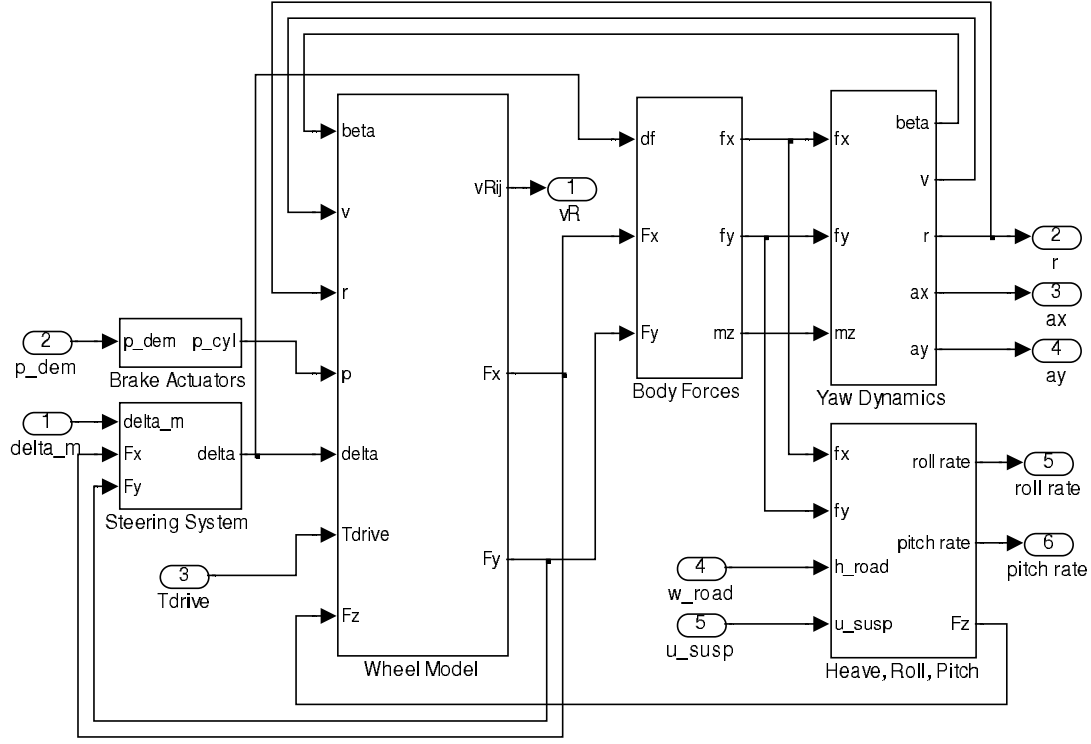 beta
v
r
p
delta
Tdrive
Fz
vRij
Fx
Fy
Wheel Model
1
vR
df
Fx
Fy
fx
fy
mz
Body Forces
fx
fy
mz
beta
v
r
ax
ay
Yaw Dynamics
2
r
3
ax
4
ay
2
p_dem
p_dem p_cyl
Brake Actuators
1
delta_m
delta_m
Fx
Fy
delta
Steering System
3
Tdrive
4
w_road
5
u_susp
fx
fy
h_road
u_susp
roll rate
pitch rate
Fz
Heave, Roll, Pitch
5
roll rate
6
pitch rate